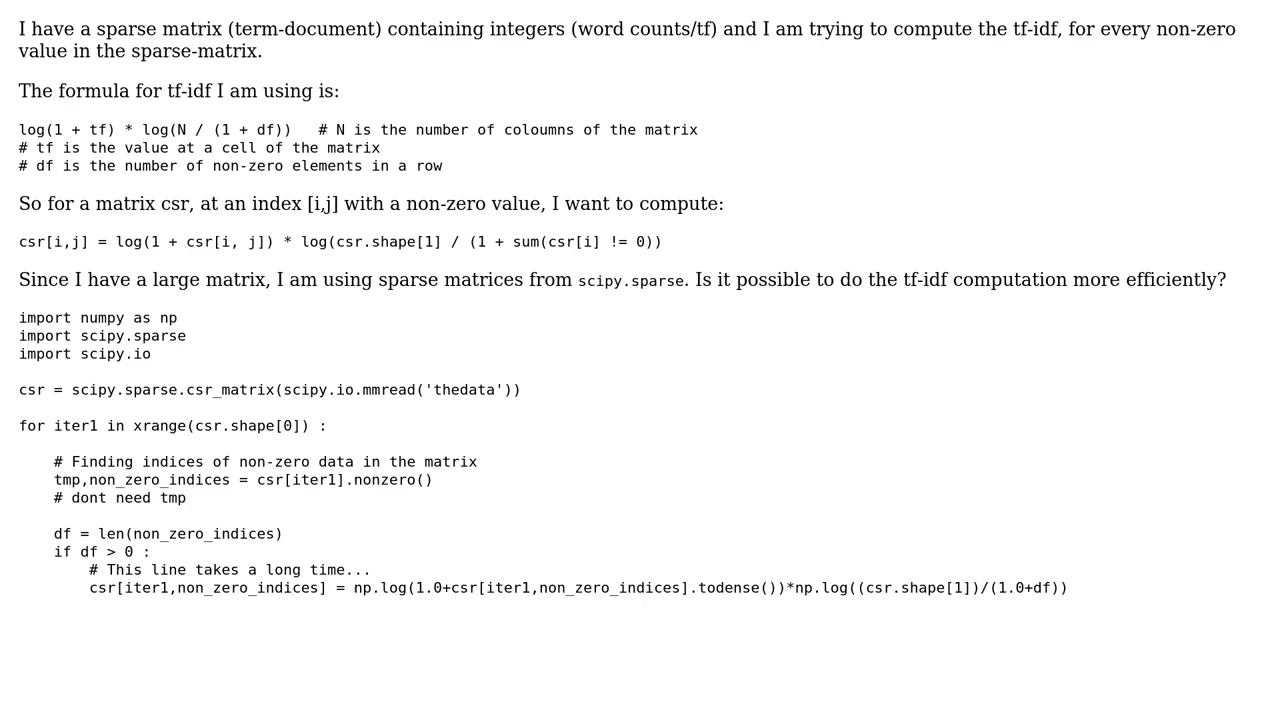 I have a sparse matrix (term-document) containing integers (word counts/tf) and I am trying to compute the tf-idf, for every non-zero
value in the sparse-matrix.
The formula for tf-idf I am using is:
log(1 + tf) * log(N / (1 + df))   # N is the number of coloumns of the matrix
# tf is the value at a cell of the matrix
# df is the number of non-zero elements in a row
So for a matrix csr, at an index [i,j] with a non-zero value, I want to compute:
csr[i,j] = log(1 + csr[i, j]) * log(csr.shape[1] / (1 + sum(csr[i] != 0))
Since I have a large matrix, I am using sparse matrices from scipy.sparse. Is it possible to do the tf-idf computation more efficiently?
import numpy as np
import scipy.sparse
import scipy.io
csr = scipy.sparse.csr_matrix(scipy.io.mmread('thedata'))
for iter1 in xrange(csr.shape[0]) :
    # Finding indices of non-zero data in the matrix
    tmp,non_zero_indices = csr[iter1].nonzero()
    # dont need tmp
    df = len(non_zero_indices)
    if df > 0 :
        # This line takes a long time...
        csr[iter1,non_zero_indices] = np.log(1.0+csr[iter1,non_zero_indices].todense())*np.log((csr.shape[1])/(1.0+df))